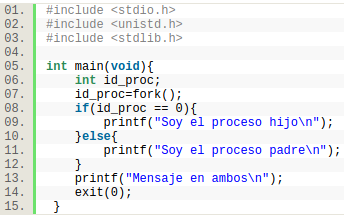 01. #include <stdio.h>
02. #include <unistd.h>
03. #include <stdlib.h>
04.
05. int main(void){
06.     int id_proc;
07.     id_proc=fork();
08.     if(id_proc == 0){
09.         printf("Soy el proceso hijo\n");
10.     }else{
11.         printf("Soy el proceso padre\n");
12.     }
13.     printf("Mensaje en ambos\n");
14.     exit(0);
15. }